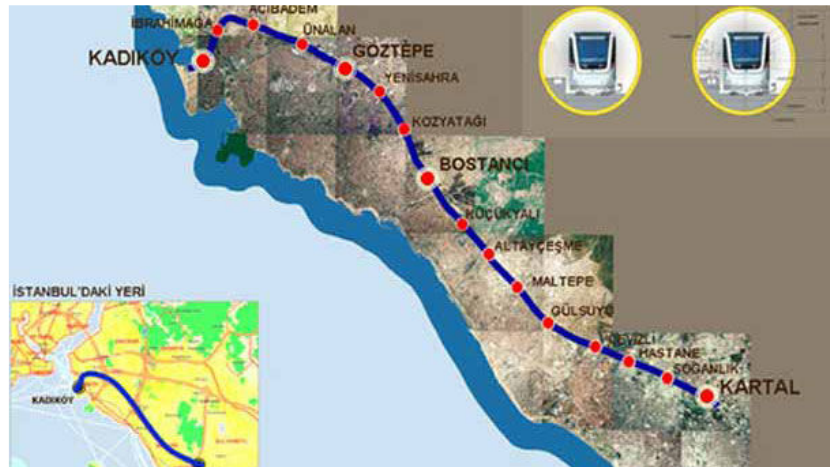 İBRAHİMAĞA
ACIBADEM
ÜNALAN
KADIKÖY
GÖZTEPE
YENİSAHRA
KOZYATAĞI
BOSTANCI
KÜÇÜKYALI
ALTAYÇEŞME
MALTEPE
GÜLSUYU
HASTANE
SOĞANLIK
KARTAL
İSTANBUL'DAKİ YERİ
KADIKÖY